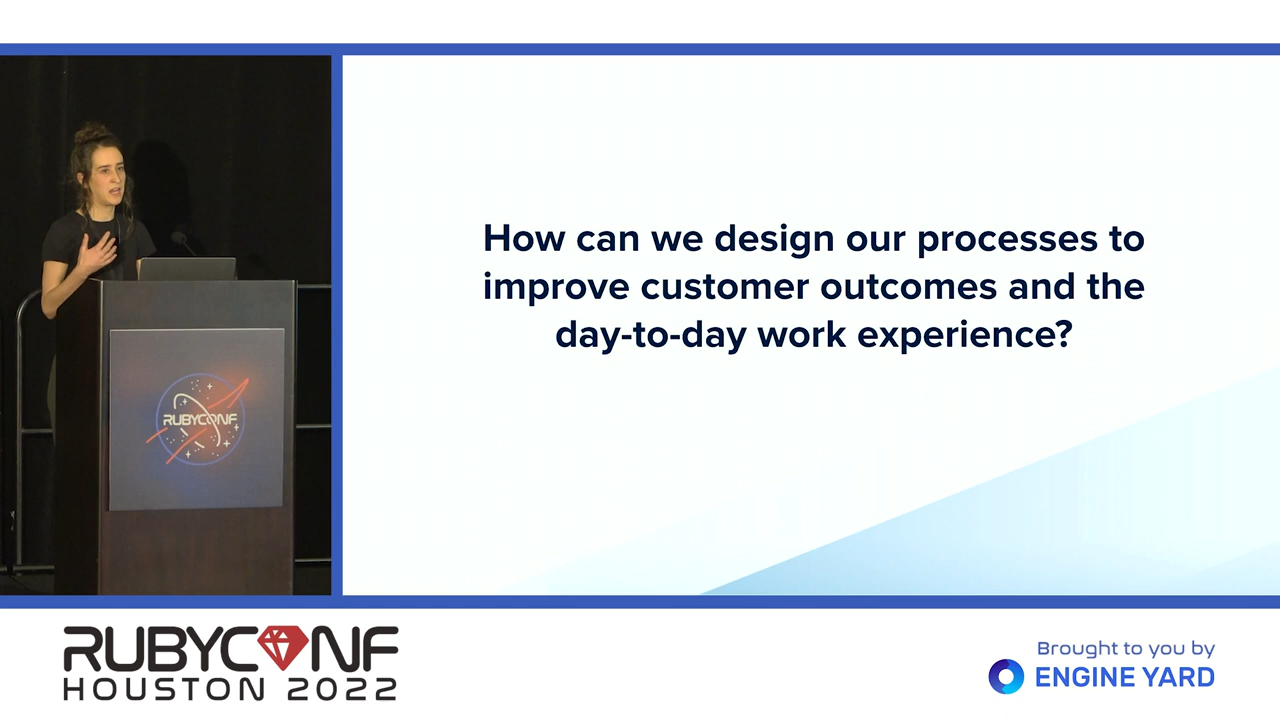 How can we design our processes to
improve customer outcomes and the
day-to-day work experience?
RUBYCONF
RUBYCONF
HOUSTON 2022
Brought to you by
ENGINE YARD